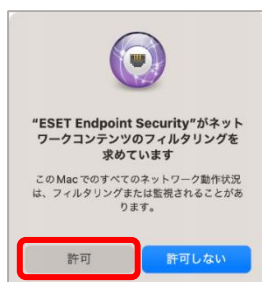 "ESET Endpoint Security"がネット
ワークコンテンツのフィルタリングを
求めています
このMacでのすべてのネットワーク動作状況
は、フィルタリングまたは監視されることがあ
ります。
許可
許可しない